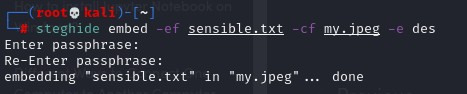 (root💀kali)-[~]
# steghide embed -ef sensible.txt -cf my.jpeg -e des
Enter passphrase:
Re-Enter passphrase:
embedding "sensible.txt" in "my.jpeg"... done